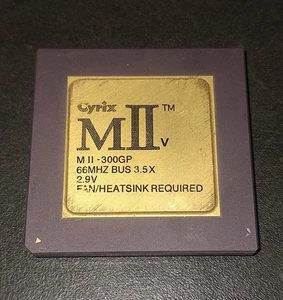 Cyrix
MII™ v
M II - 300GP
66MHZ BUS 3.5X
2.9V
FAN/HEATSINK REQUIRED